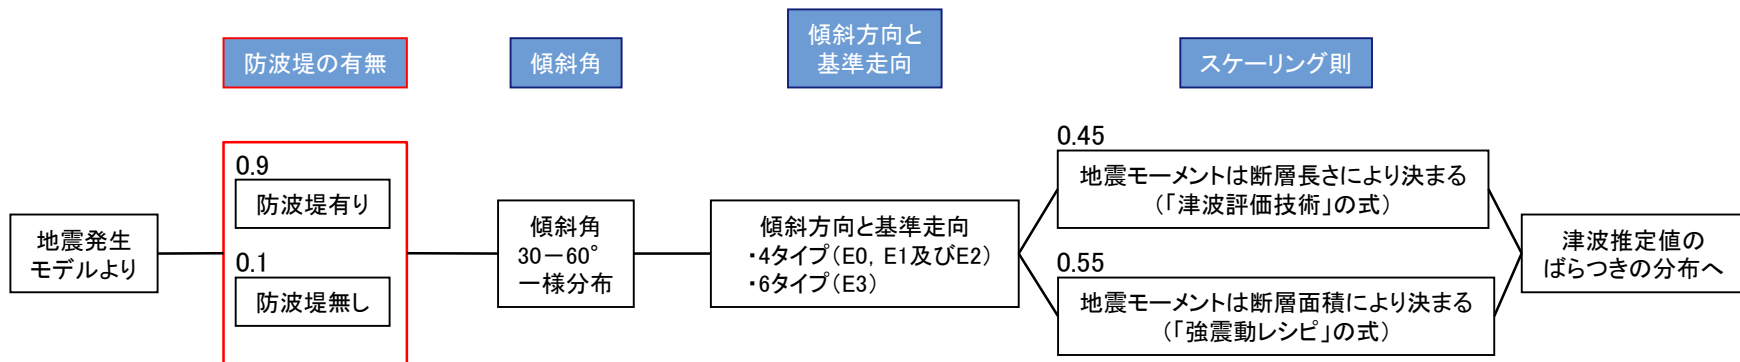 防波堤の有無
傾斜角
傾斜方向と
基準走向
スケーリング則
地震発生
モデルより
0.9
防波堤有り
0.1
防波堤無し
傾斜角
30－60°
一様分布
傾斜方向と基準走向
・4タイプ（E0, E1及びE2）
・6タイプ（E3）
0.45
地震モーメントは断層長さにより決まる
（「津波評価技術」の式）
0.55
地震モーメントは断層面積により決まる
（「強震動レシピ」の式）
津波推定値の
ばらつきの分布へ